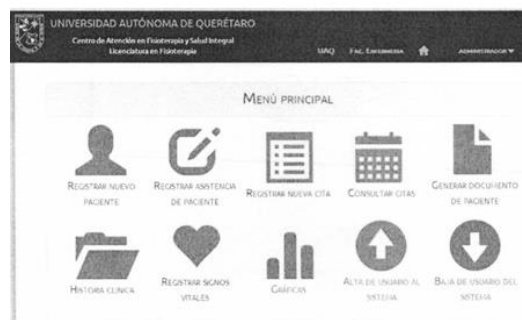 UNIVERSIDAD AUTÓNOMA DE QUERÉTARO
Centro de Atención en Fisioterapia y Salud Integral
Licenciatura en Fisioterapia
UAQ FAC. ENFERMERIA ADMINISTRADOR
MENÚ PRINCIPAL
REGISTRAR NUEVO
PACIENTE
REGISTRAR ASISTENCIA
DE PACIENTE
REGISTRAR NUEVA CITA
CONSULTAR CITAS
GENERAR DOCUMENTO
DE PACIENTE
HISTORIA CLINICA
REGISTRAR SIGNOS
VITALES
GRÁFICAS
ALTA DE USUARIO AL
SISTEMA
BAJA DE USUARIO DEL
SISTEMA